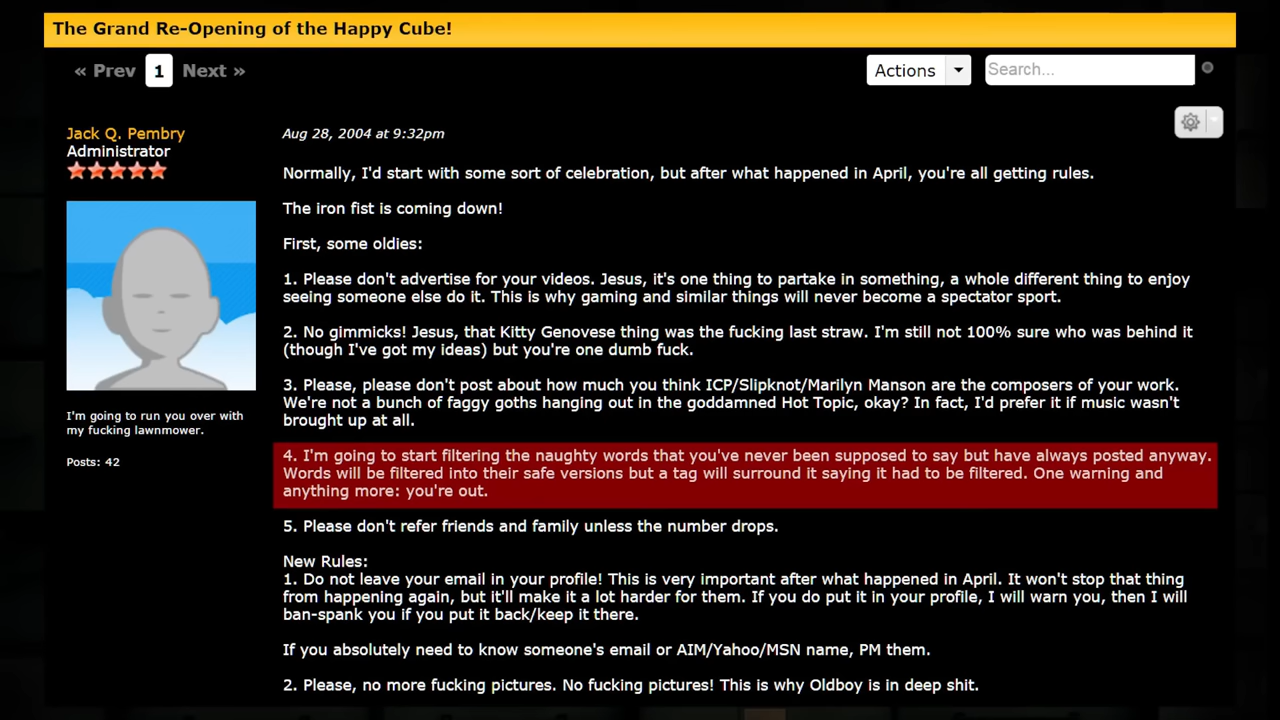 The Grand Re-Opening of the Happy Cube!
« Prev 1 Next »
Actions
Search...
Jack Q. Pembry
Administrator
Aug 28, 2004 at 9:32pm
I'm going to run you over with
my fucking lawnmower.
Posts: 42
Normally, I'd start with some sort of celebration, but after what happened in April, you're all getting rules.
The iron fist is coming down!
First, some oldies:
1. Please don't advertise for your videos. Jesus, it's one thing to partake in something, a whole different thing to enjoy
seeing someone else do it. This is why gaming and similar things will never become a spectator sport.
2. No gimmicks! Jesus, that Kitty Genovese thing was the fucking last straw. I'm still not 100% sure who was behind it
(though I've got my ideas) but you're one dumb fuck.
3. Please, please don't post about how much you think ICP/Slipknot/Marilyn Manson are the composers of your work.
We're not a bunch of faggy goths hanging out in the goddamned Hot Topic, okay? In fact, I'd prefer it if music wasn't
brought up at all.
4. I'm going to start filtering the naughty words that you've never been supposed to say but have always posted anyway.
Words will be filtered into their safe versions but a tag will surround it saying it had to be filtered. One warning and
anything more: you're out.
5. Please don't refer friends and family unless the number drops.
New Rules:
1. Do not leave your email in your profile! This is very important after what happened in April. It won't stop that thing
from happening again, but it'll make it a lot harder for them. If you do put it in your profile, I will warn you, then I will
ban-spank you if you put it back/keep it there.
If you absolutely need to know someone's email or AIM/Yahoo/MSN name, PM them.
2. Please, no more fucking pictures. No fucking pictures! This is why Oldboy is in deep shit.